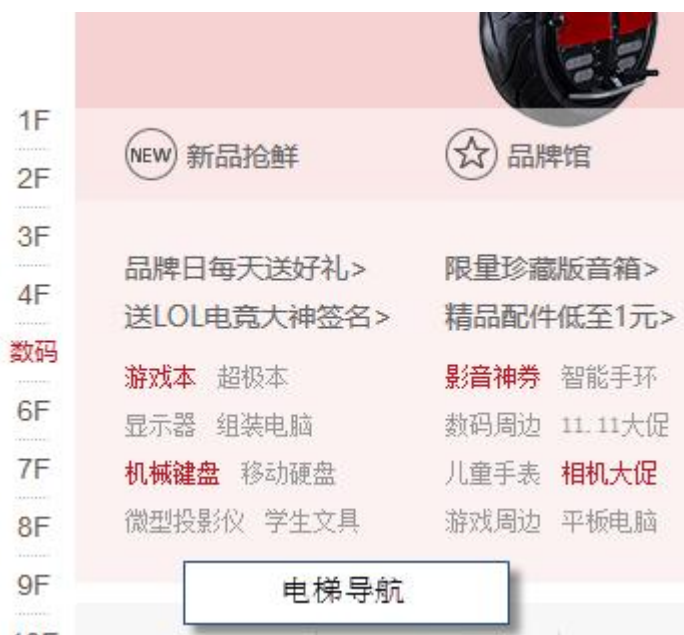 1F
2F
3F
4F
数码
6F
7F
8F
9F
NEW 新品抢鲜
品牌馆
品牌日每天送好礼>
限量珍藏版音箱>
送LOL电竞大神签名>
精品配件低至1元>
游戏本 超极本
影音神券 智能手环
显示器 组装电脑
数码周边 11.11大促
机械键盘 移动硬盘
儿童手表 相机大促
微型投影仪 学生文具
游戏周边 平板电脑
电梯导航